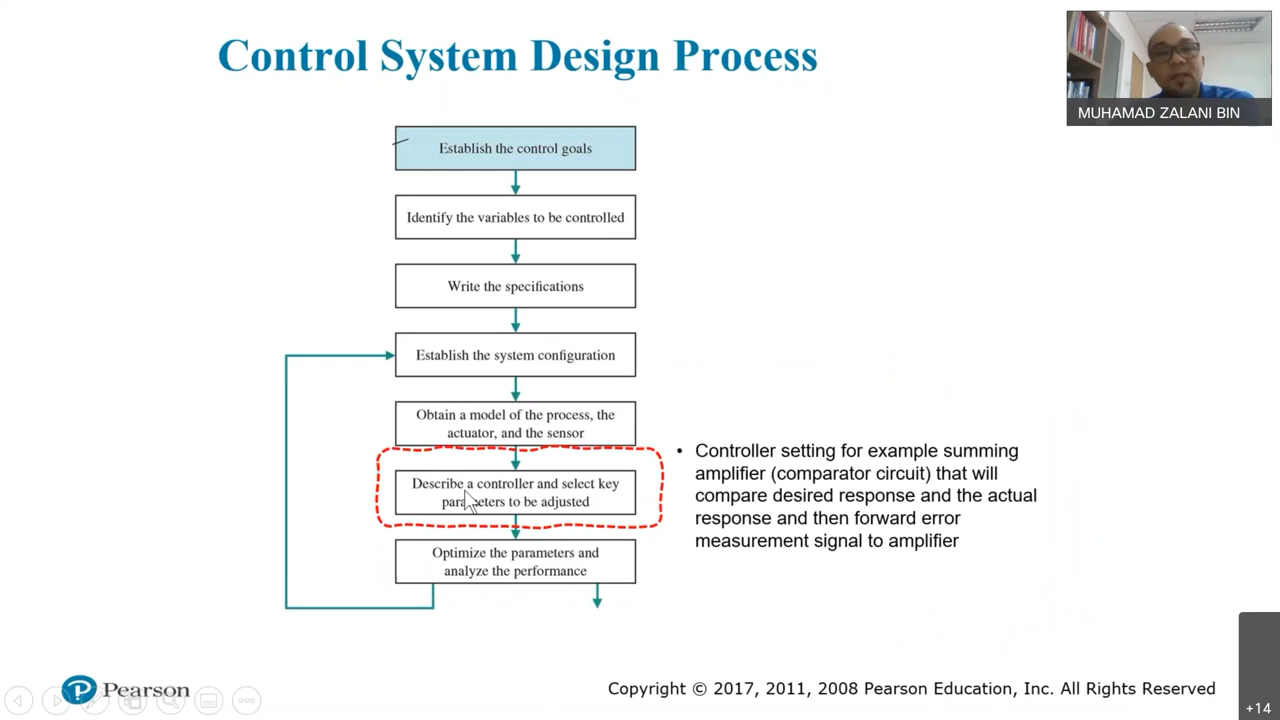 Control System Design Process
MUHAMAD ZALANI BIN
Establish the control goals
Identify the variables to be controlled
Write the specifications
Establish the system configuration
Obtain a model of the process, the
actuator, and the sensor
Describe a controller and select key
parameters to be adjusted
Optimize the parameters and
analyze the performance
• Controller setting for example summing
amplifier (comparator circuit) that will
compare desired response and the actual
response and then forward error
measurement signal to amplifier
Pearson
Copyright © 2017, 2011, 2008 Pearson Education, Inc. All Rights Reserved
+14